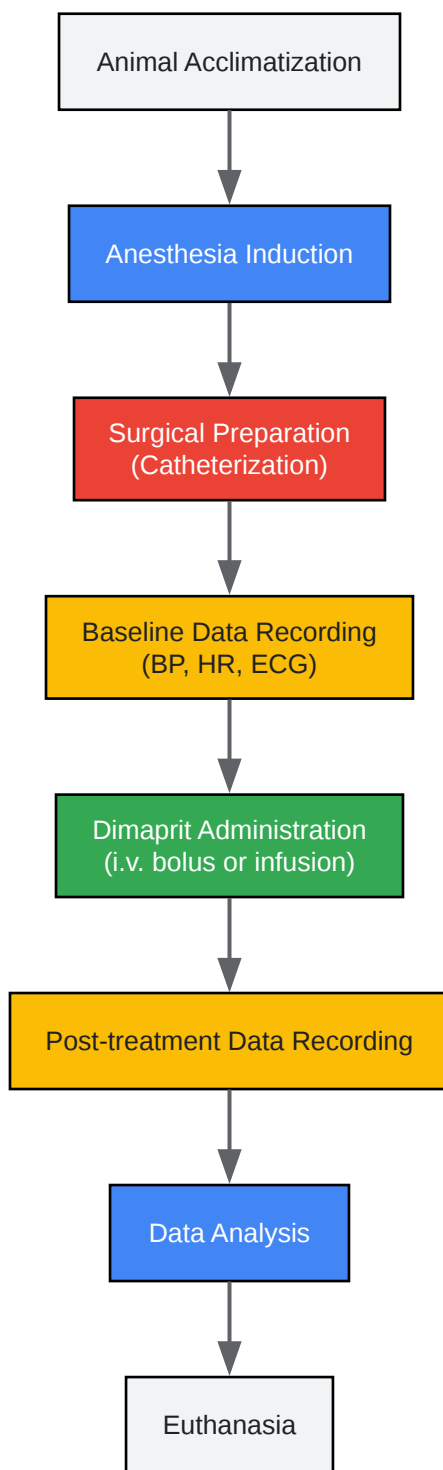 Animal Acclimatization
Anesthesia Induction
Surgical Preparation
(Catheterization)
Baseline Data Recording
(BP, HR, ECG)
Dimaprit Administration
(i.v. bolus or infusion)
Post-treatment Data Recording
Data Analysis
Euthanasia